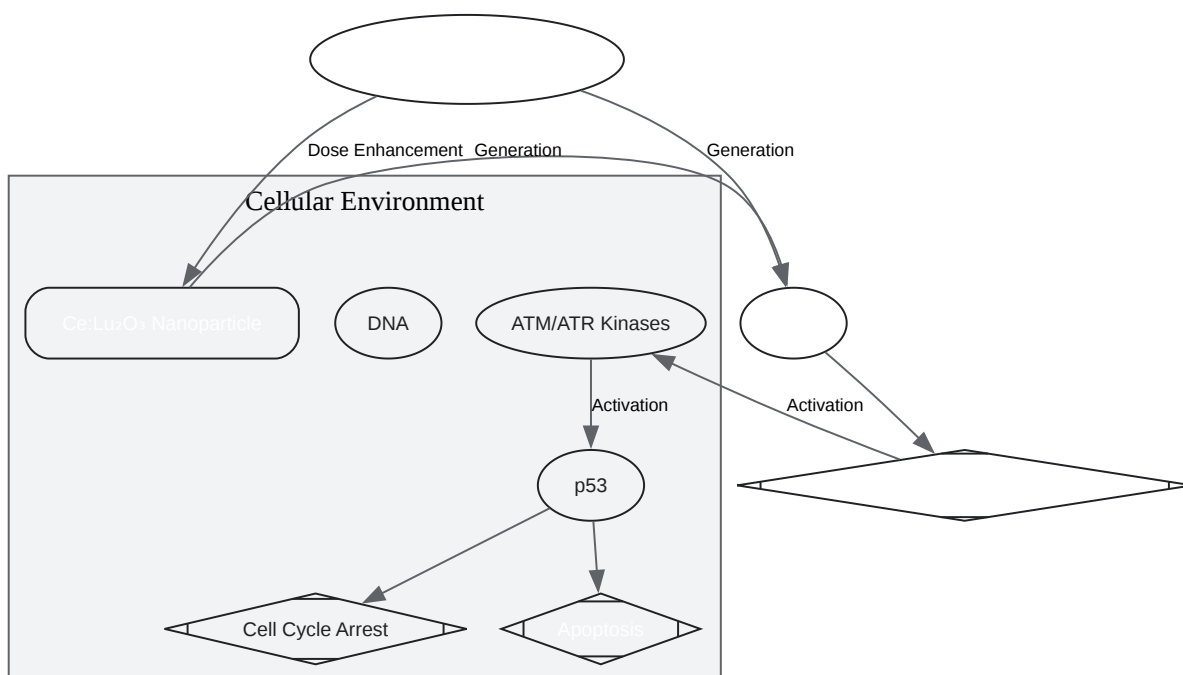 Dose Enhancement
Generation
Generation
Cellular Environment
Ce:Lu₂O₃ Nanoparticle
DNA
ATM/ATR Kinases
Activation
Activation
p53
Cell Cycle Arrest
Apoptosis